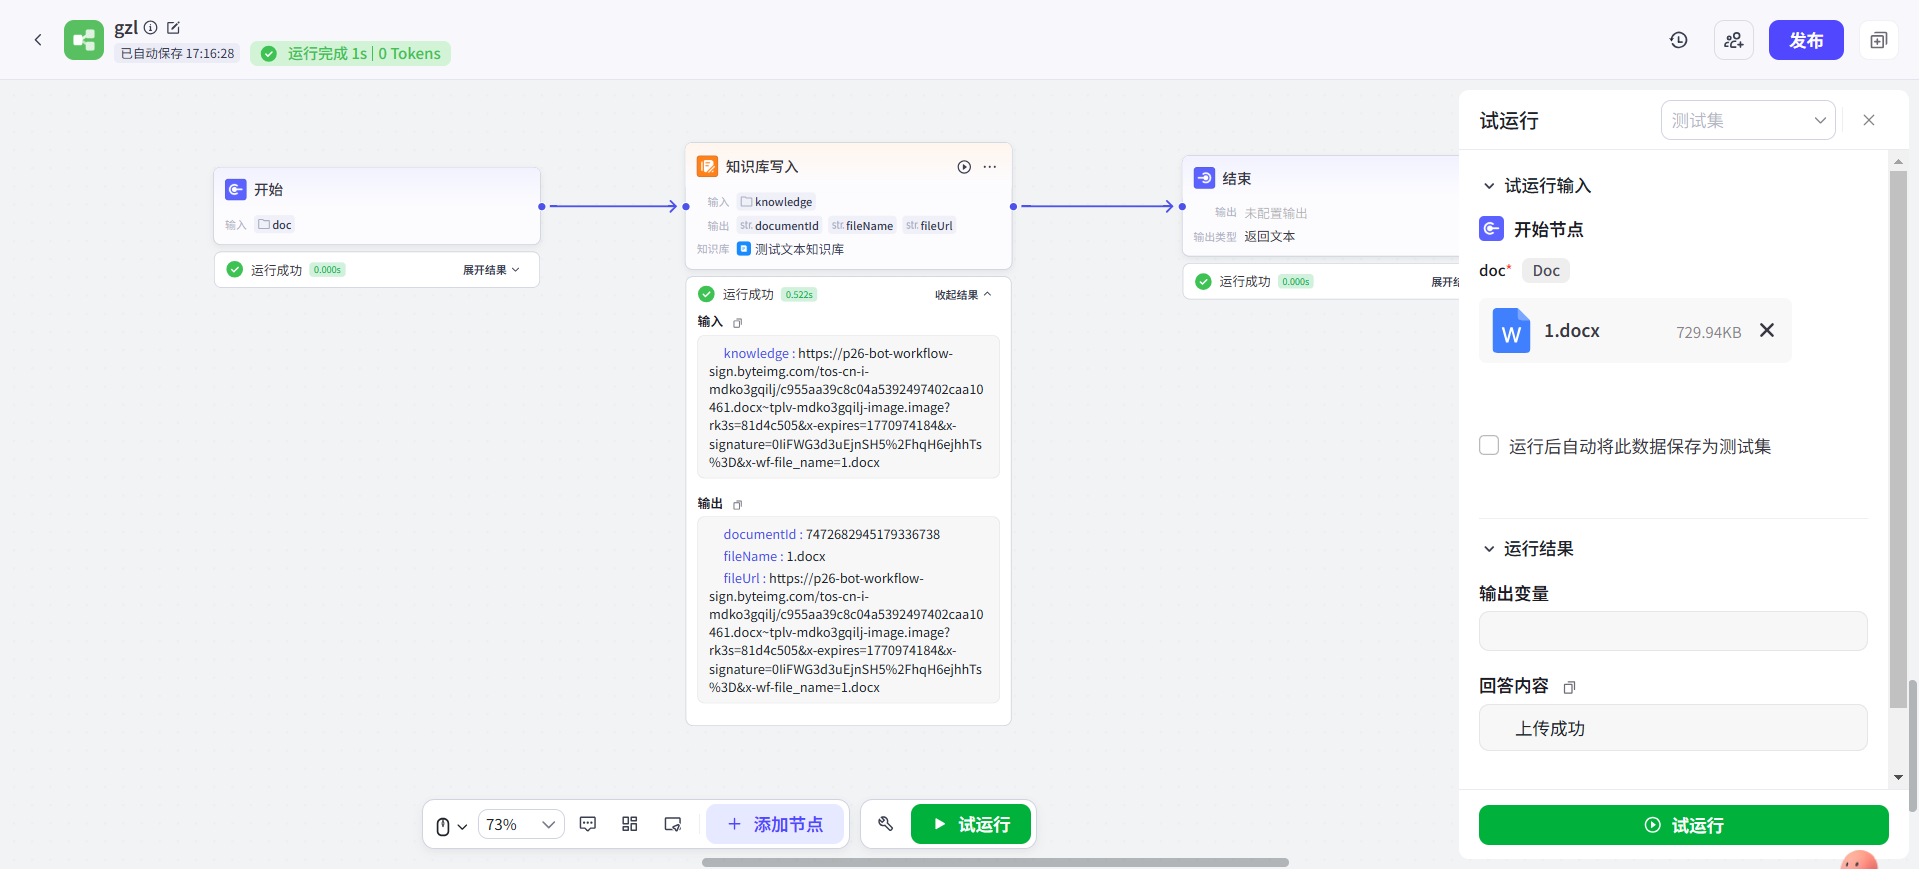 gzl
已自动保存 17:16:28
运行完成 1s | 0 Tokens
发布
开始
输入 doc
运行成功 0.000s 展开结果
知识库写入
输入 knowledge
输出 str. documentId str. fileName str. fileUrl
知识库 测试文本知识库
运行成功 0.522s 收起结果
输入
knowledge : https://p26-bot-workflow-
sign.byteimg.com/tos-cn-i-
mdko3gqilj/c955aa39c8c04a5392497402caa10
461.docx~tplv-mdko3gqilj-image.image?
rk3s=81d4c505&x-expires=1770974184&x-
signature=0IiFWG3d3uEjnSH5%2FhqH6ejhhTs
%3D&x-wf-file_name=1.docx
输出
documentId : 7472682945179336738
fileName : 1.docx
fileUrl : https://p26-bot-workflow-
sign.byteimg.com/tos-cn-i-
mdko3gqilj/c955aa39c8c04a5392497402caa10
461.docx~tplv-mdko3gqilj-image.image?
rk3s=81d4c505&x-expires=1770974184&x-
signature=0IiFWG3d3uEjnSH5%2FhqH6ejhhTs
%3D&x-wf-file_name=1.docx
结束
输出 未配置输出
输出类型 返回文本
运行成功 0.000s 展开结
73%
添加节点
试运行
试运行
测试集
试运行输入
开始节点
doc* Doc
W 1.docx 729.94KB
运行后自动将此数据保存为测试集
运行结果
输出变量
回答内容
上传成功
试运行